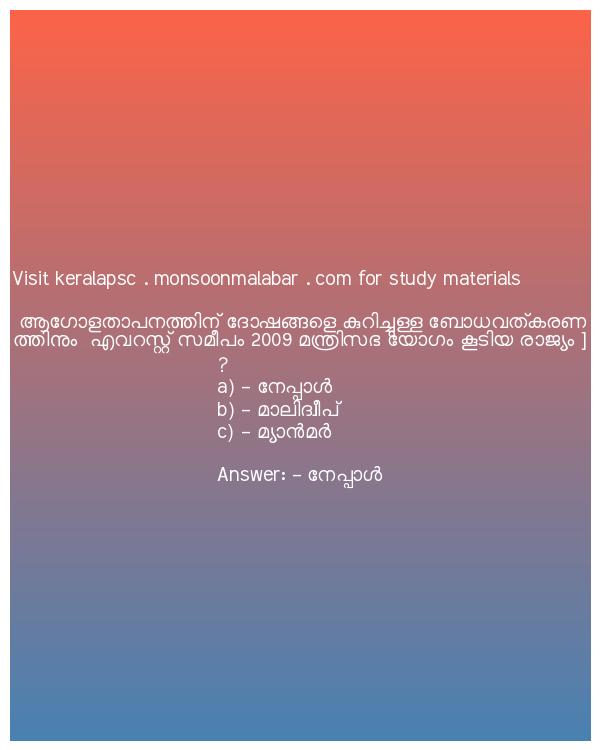 Visit keralapsc . monsoonmalabar . com for study materials
ആഗോളതാപനത്തിന് ദോഷങ്ങളെ കുറിച്ചുള്ള ബോധവത്കരണ
ത്തിനും എവറസ്റ്റ് സമീപം 2009 മന്ത്രിസഭ യോഗം കൂടിയ രാജ്യം ]
?
a) – നേപ്പാൾ
b) – മാലിദ്വീപ്
c) – മ്യാൻമർ
Answer: – നേപ്പാൾ